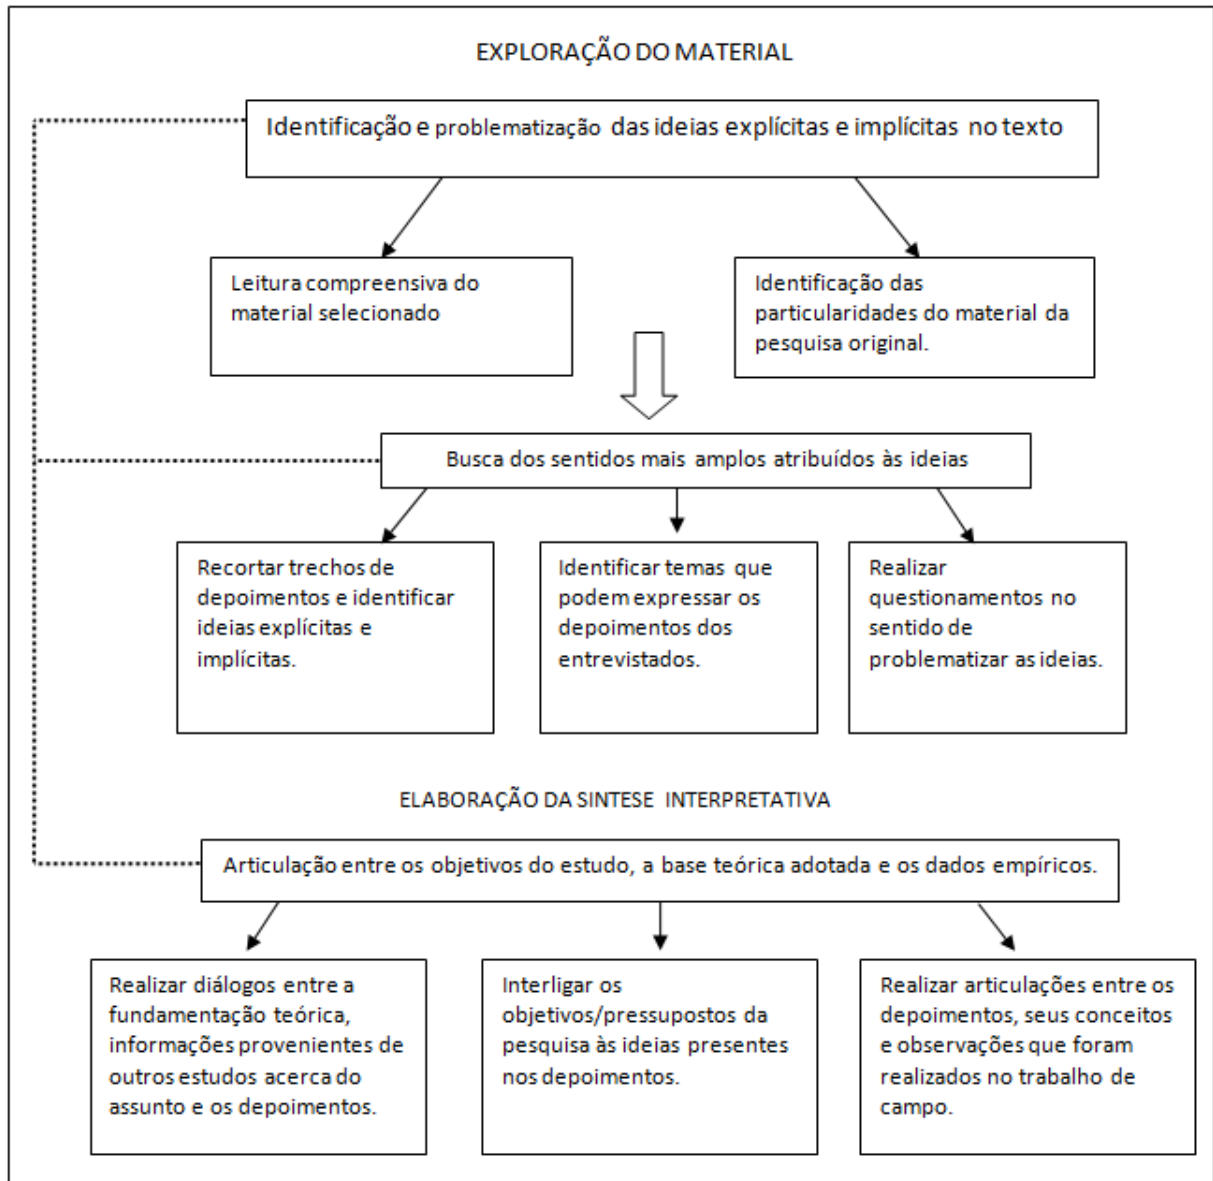 EXPLORAÇÃO DO MATERIAL
Identificação e problematização das ideias explícitas e implícitas no texto
Leitura compreensiva do
material selecionado
Identificação das
particularidades do material da
pesquisa original.
Busca dos sentidos mais amplos atribuídos às ideias
Recortar trechos de
depoimentos e identificar
ideias explícitas e
implícitas.
Identificar temas que
podem expressar os
depoimentos dos
entrevistados.
Realizar
questionamentos no
sentido de
problematizar as ideias.
ELABORAÇÃO DA SINTESE INTERPRETATIVA
Articulação entre os objetivos do estudo, a base teórica adotada e os dados empíricos.
Realizar diálogos entre a
fundamentação teórica,
informações provenientes de
outros estudos acerca do
assunto e os depoimentos.
Interligar os
objetivos/pressupostos da
pesquisa às ideias presentes
nos depoimentos.
Realizar articulações entre os
depoimentos, seus conceitos
e observações que foram
realizados no trabalho de
campo.